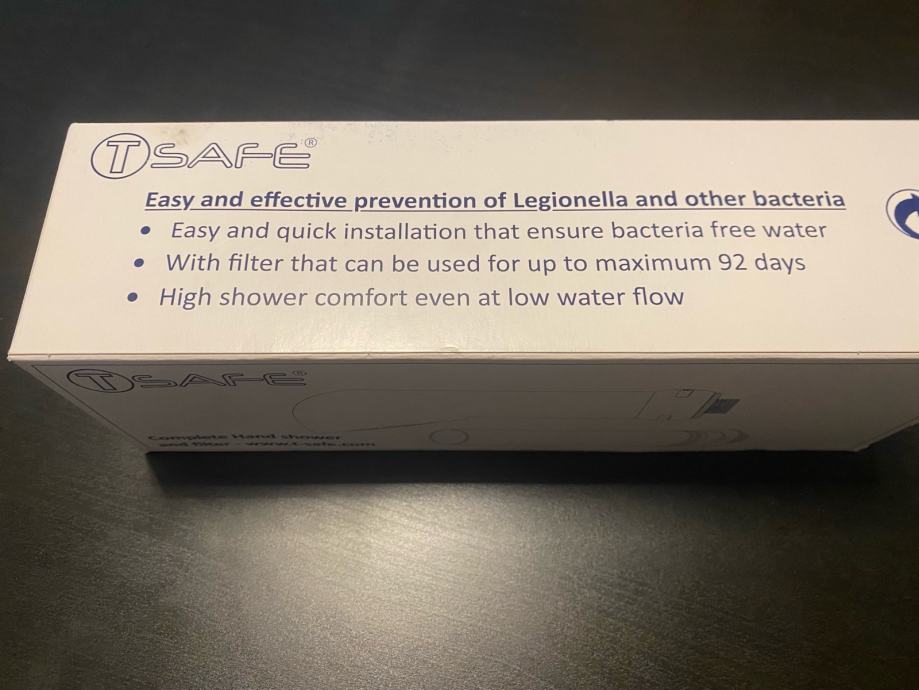 TSAFE®
Easy and effective prevention of Legionella and other bacteria
• Easy and quick installation that ensure bacteria free water
• With filter that can be used for up to maximum 92 days
• High shower comfort even at low water flow
TSAFE®
Complete Hand shower
and filter - www.t-safe.com